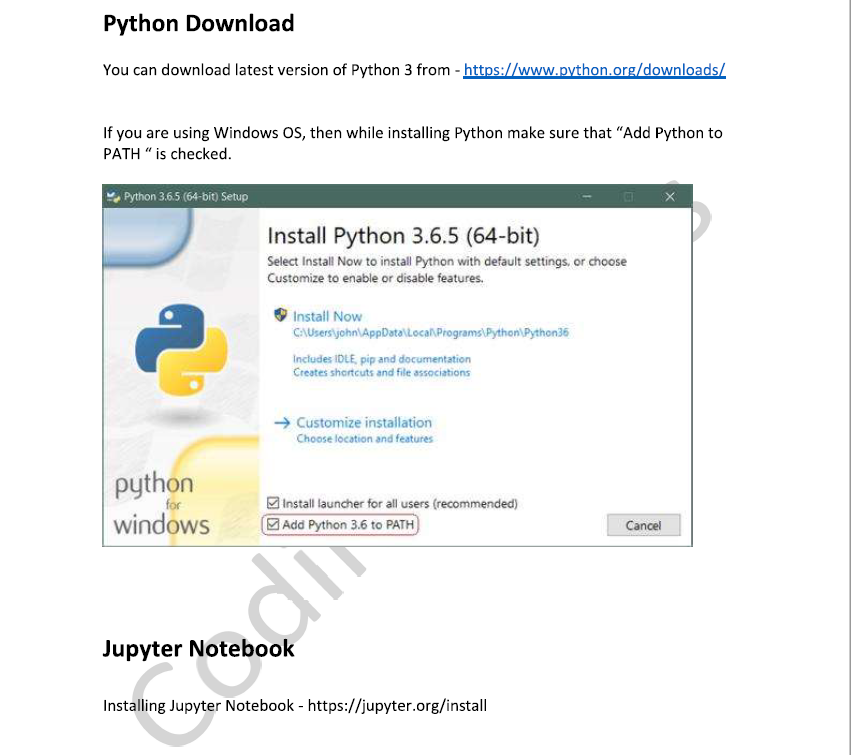 Python Download
You can download latest version of Python 3 from - https://www.python.org/downloads/
If you are using Windows OS, then while installing Python make sure that “Add Python to
PATH “ is checked.
Python 3.6.5 (64-bit) Setup
Install Python 3.6.5 (64-bit)
Select Install Now to install Python with default settings, or choose
Customize to enable or disable features.
Install Now
C:\Users\john\AppData\Local\Programs\Python\Python36
Includes IDLE, pip and documentation
Creates shortcuts and file associations
Customize installation
Choose location and features
python
for
windows
Install launcher for all users (recommended)
Add Python 3.6 to PATH
Cancel
Jupyter Notebook
Installing Jupyter Notebook - https://jupyter.org/install